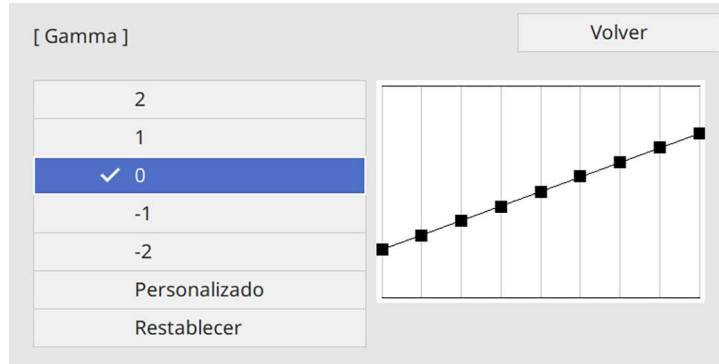 [ Gamma ]
Volver
2
1
0
-1
-2
Personalizado
Restablecer